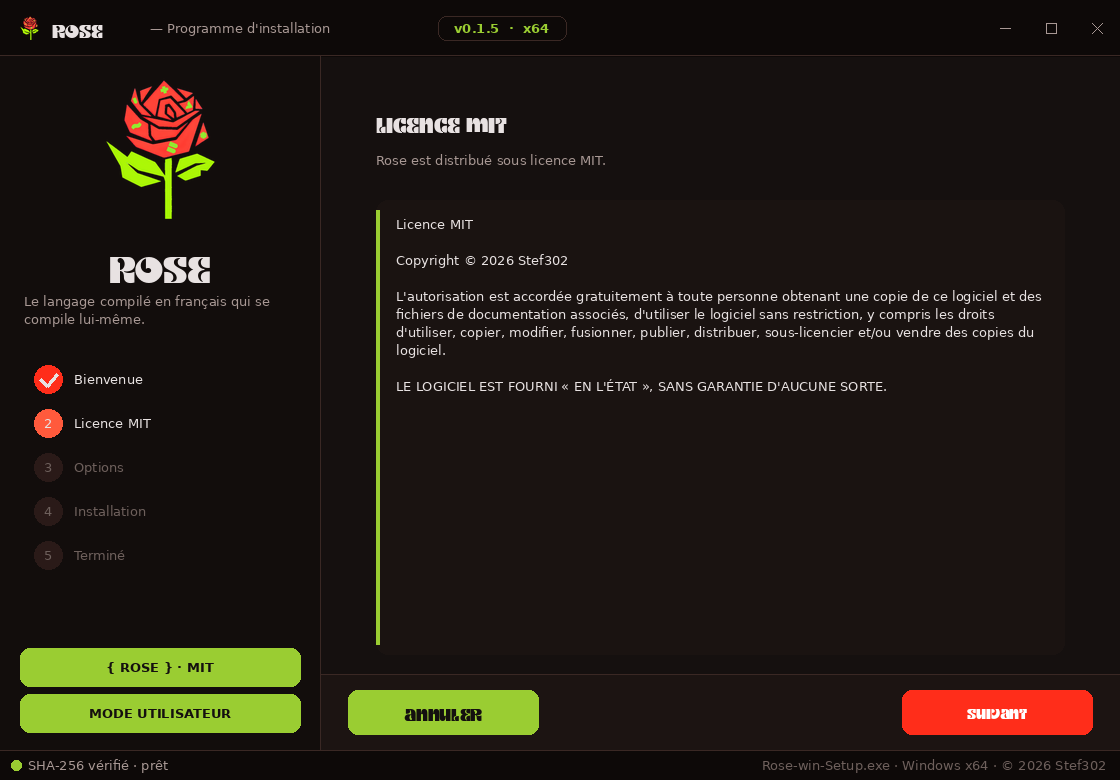 ROSE
— Programme d'installation
v0.1.5 · x64
ROSE
Le langage compilé en français qui se
compile lui-même.
Bienvenue
2 Licence MIT
3 Options
4 Installation
5 Terminé
{ ROSE } · MIT
MODE UTILISATEUR
LICENCE MIT
Rose est distribué sous licence MIT.
Licence MIT
Copyright © 2026 Stef302
L'autorisation est accordée gratuitement à toute personne obtenant une copie de ce logiciel et des
fichiers de documentation associés, d'utiliser le logiciel sans restriction, y compris les droits
d'utiliser, copier, modifier, fusionner, publier, distribuer, sous-licencier et/ou vendre des copies du
logiciel.
LE LOGICIEL EST FOURNI « EN L'ÉTAT », SANS GARANTIE D'AUCUNE SORTE.
ANNULER
SUIVANT
SHA-256 vérifié · prêt
Rose-win-Setup.exe · Windows x64 · © 2026 Stef302